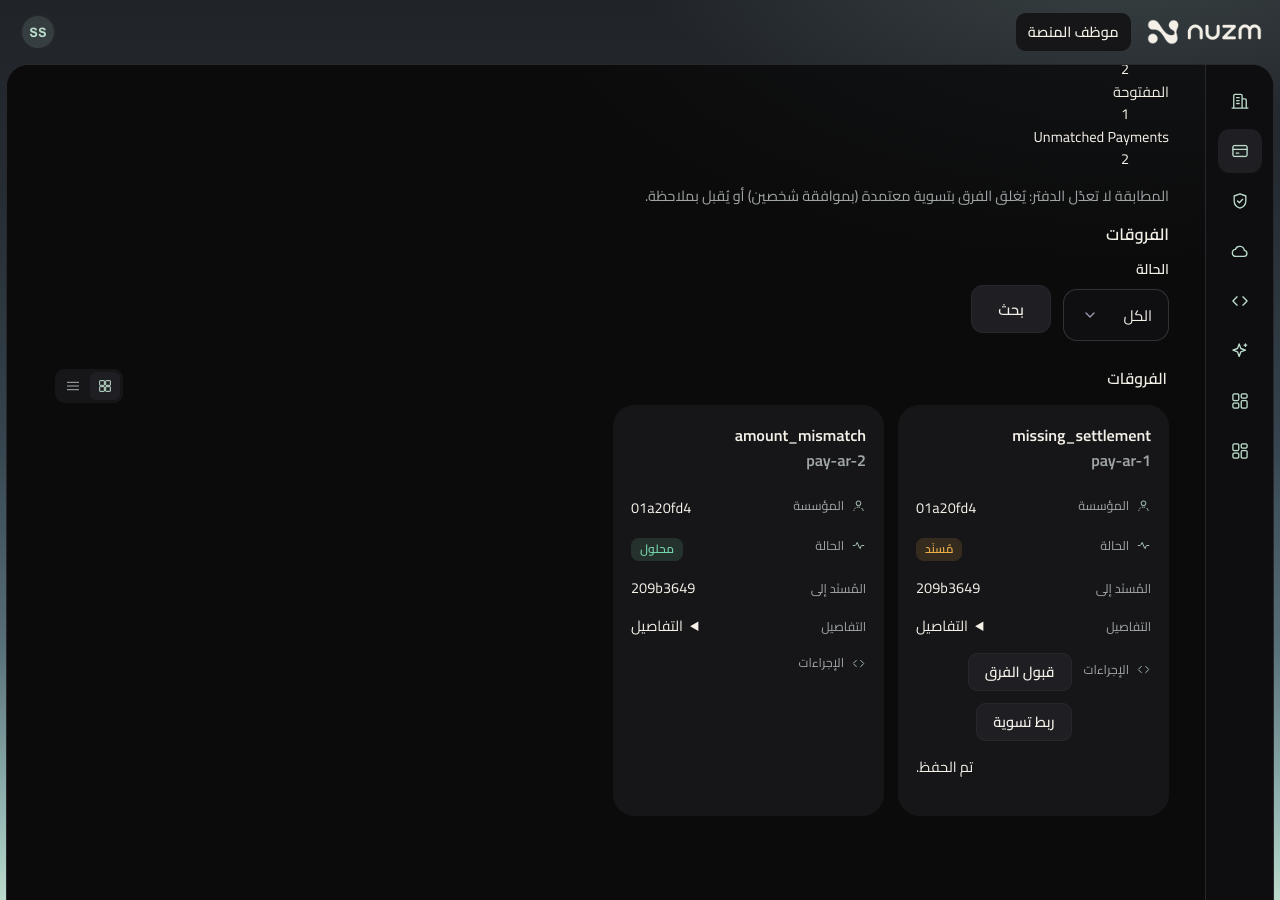 nuzm
موظف المنصة
SS
2
المفتوحة
1
Unmatched Payments
2
المطابقة لا تعدّل الدفتر: يُغلق الفرق بتسوية معتمدة (بموافقة شخصين) أو يُقبل بملاحظة.
الفروقات
الحالة
الكل
بحث
الفروقات
missing_settlement
pay-ar-1
المؤسسة 01a20fd4
الحالة مُسنَد
المُسنَد إلى 209b3649
التفاصيل ◀ التفاصيل
الإجراءات قبول الفرق
ربط تسوية
تم الحفظ.
amount_mismatch
pay-ar-2
المؤسسة 01a20fd4
الحالة محلول
المُسنَد إلى 209b3649
التفاصيل ◀ التفاصيل
الإجراءات